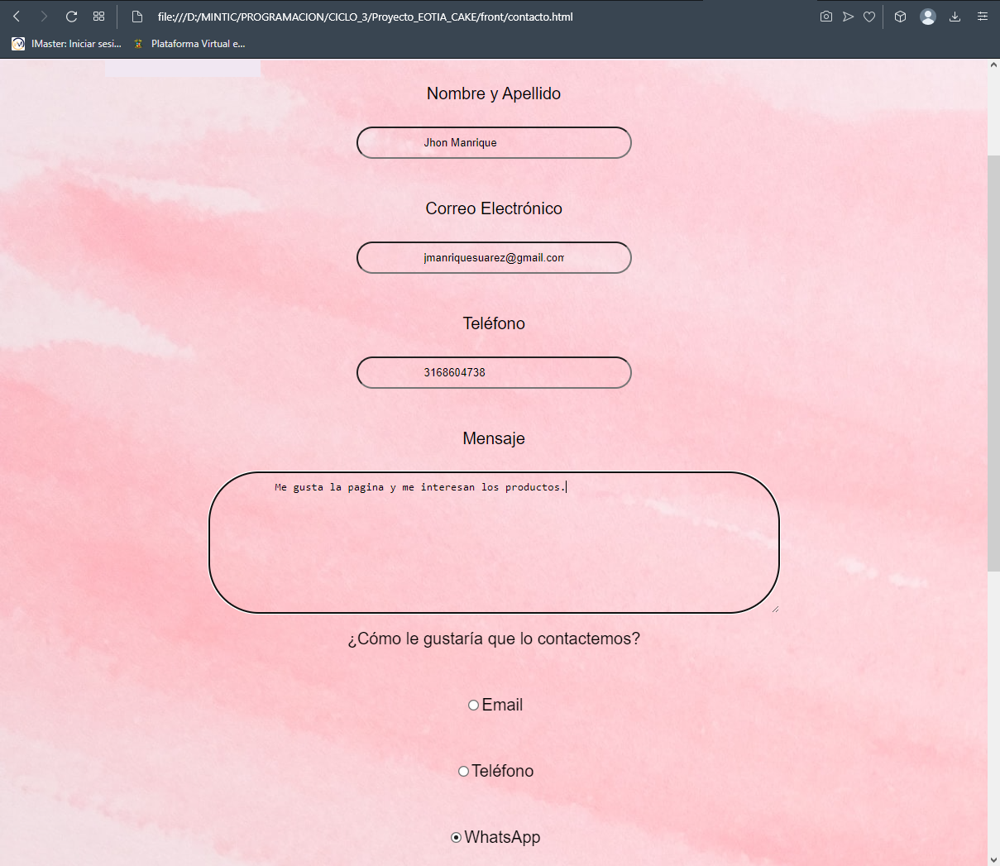 file:///D:/MINTIC/PROGRAMACION/CICLO_3/Proyecto_EOTIA_CAKE/front/contacto.html
IMaster: Iniciar sesi... Plataforma Virtual e...
Nombre y Apellido
Jhon Manrique
Correo Electrónico
jmanriquesuarez@gmail.com
Teléfono
3168604738
Mensaje
Me gusta la pagina y me interesan los productos.
¿Cómo le gustaría que lo contactemos?
Email
Teléfono
WhatsApp